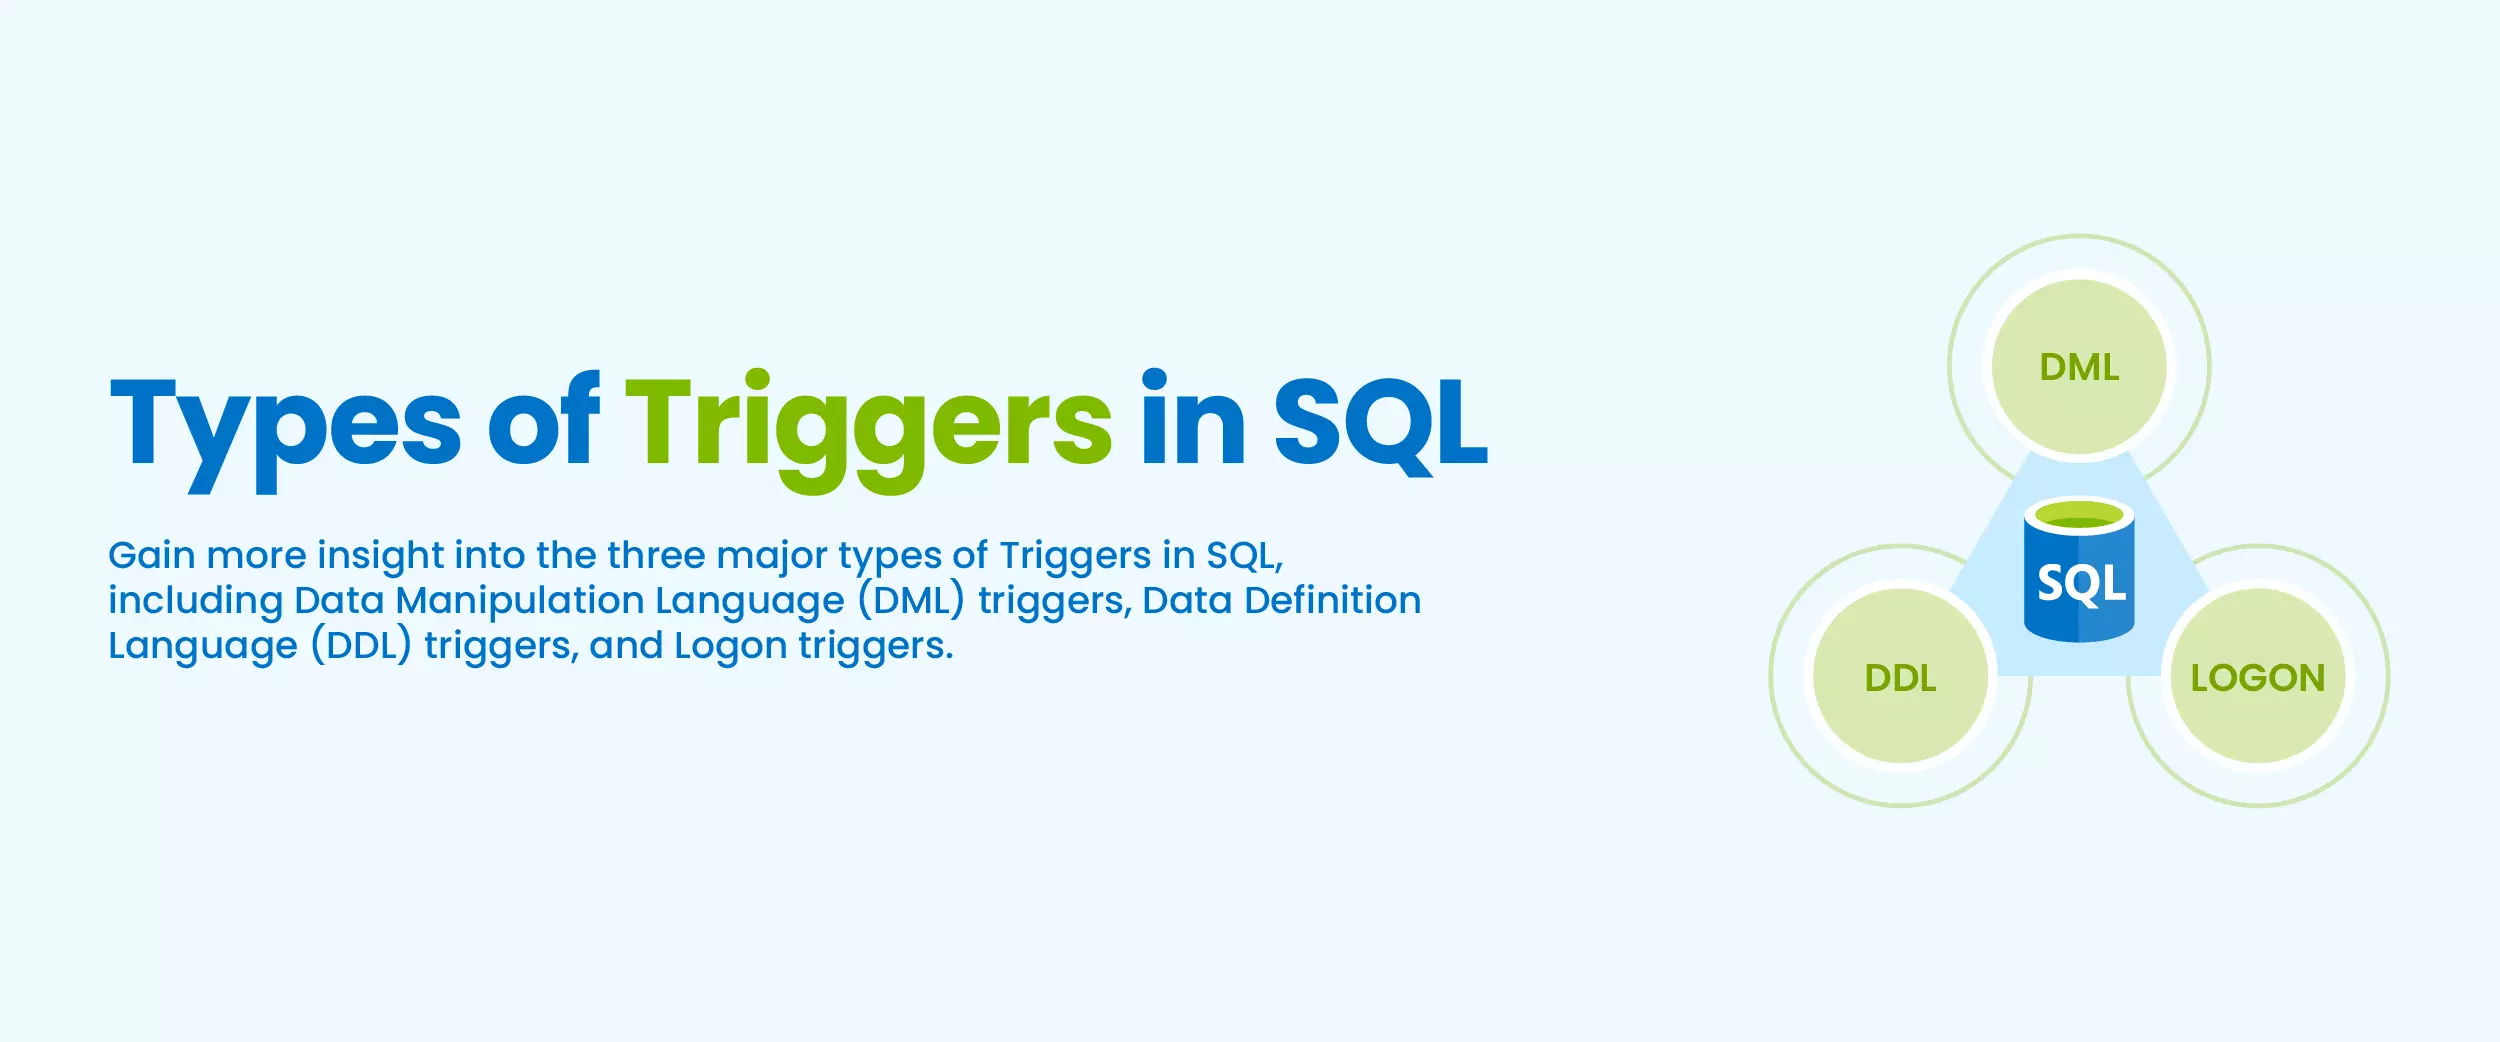 Types of Triggers in SQL
Gain more insight into the three major types of Triggers in SQL,
including Data Manipulation Language (DML) triggers, Data Definition
Language (DDL) triggers, and Logon triggers.
DML
SQL
DDL
LOGON